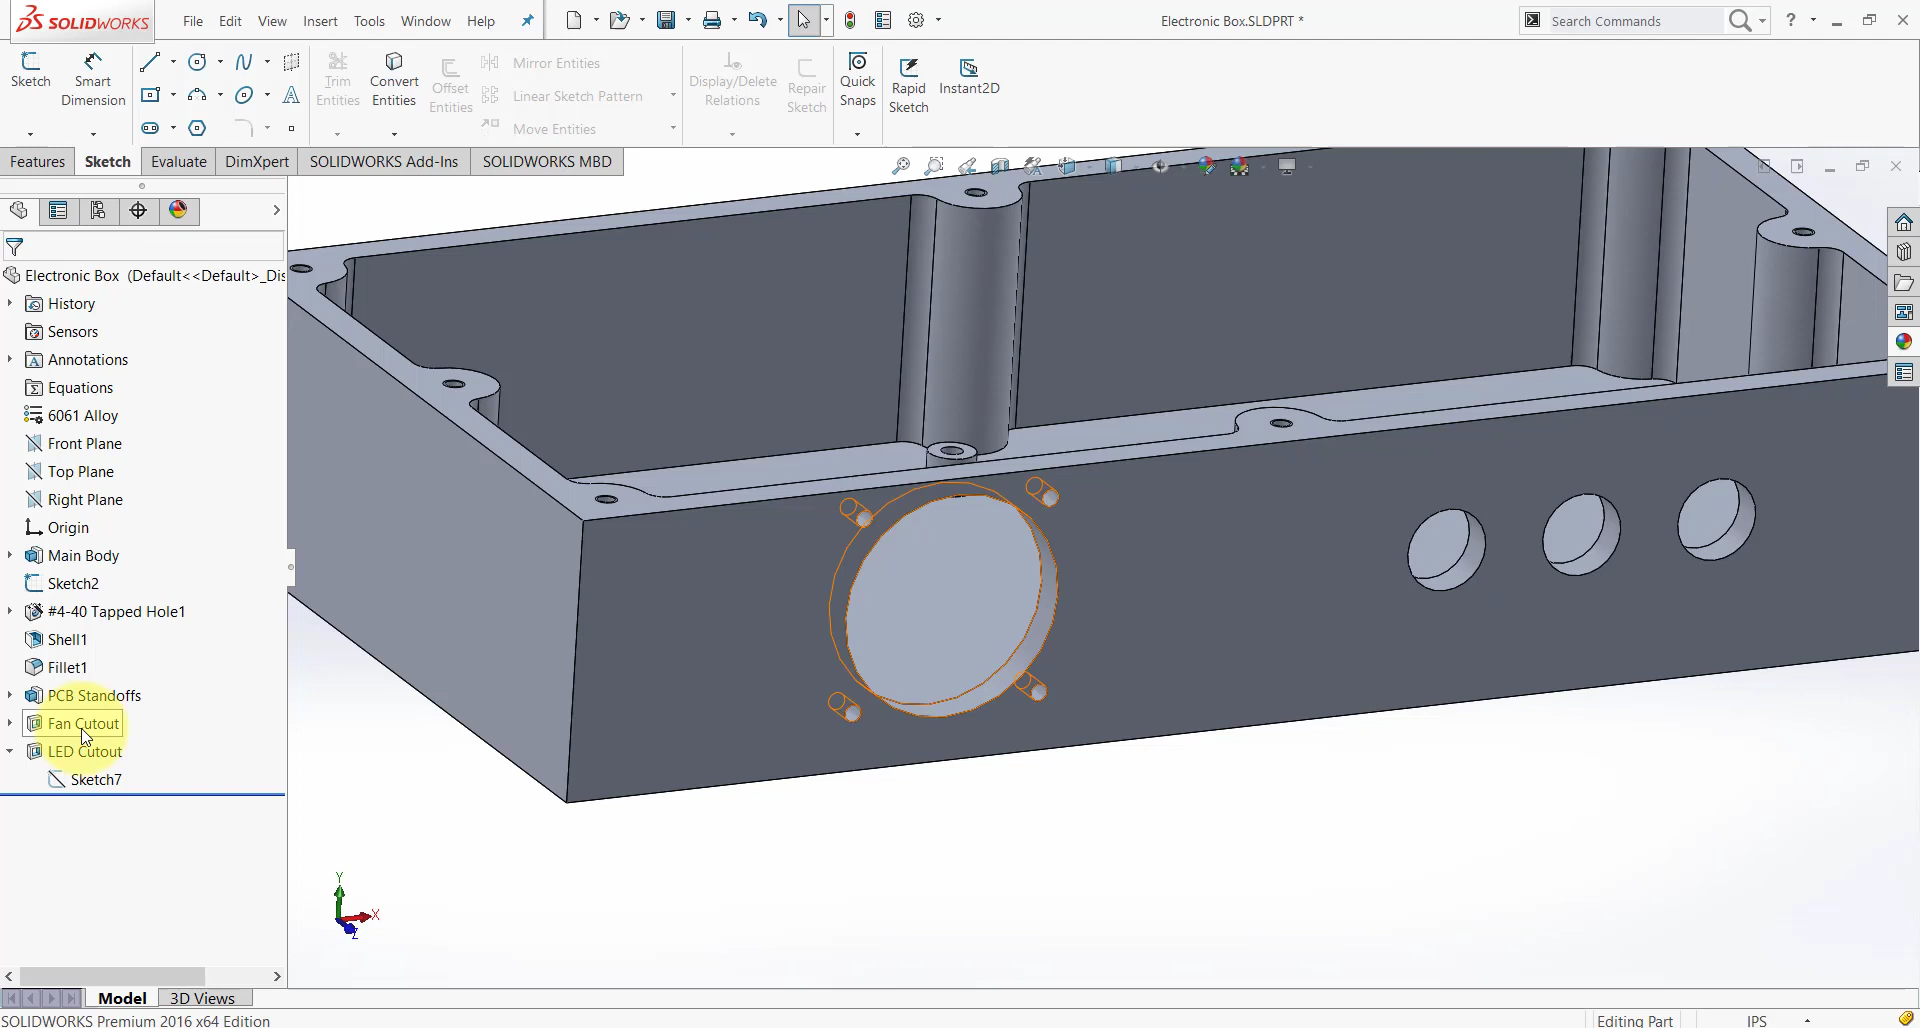 SOLIDWORKS
File Edit View Insert Tools Window Help
Electronic Box.SLDPRT *
Search Commands
?
Sketch
Smart Dimension
Trim Entities
Convert Entities
Offset Entities
Mirror Entities
Linear Sketch Pattern
Move Entities
Display/Delete Relations
Repair Sketch
Quick Snaps
Rapid Sketch
Instant2D
Features Sketch Evaluate DimXpert SOLIDWORKS Add-Ins SOLIDWORKS MBD
Electronic Box (Default<<Default>_Dis
History
Sensors
Annotations
Equations
6061 Alloy
Front Plane
Top Plane
Right Plane
Origin
Main Body
Sketch2
#4-40 Tapped Hole1
Shell1
Fillet1
PCB Standoffs
Fan Cutout
LED Cutout
Sketch7
Y
X
Z
Model 3D Views
SOLIDWORKS Premium 2016 x64 Edition
Editing Part
IPS